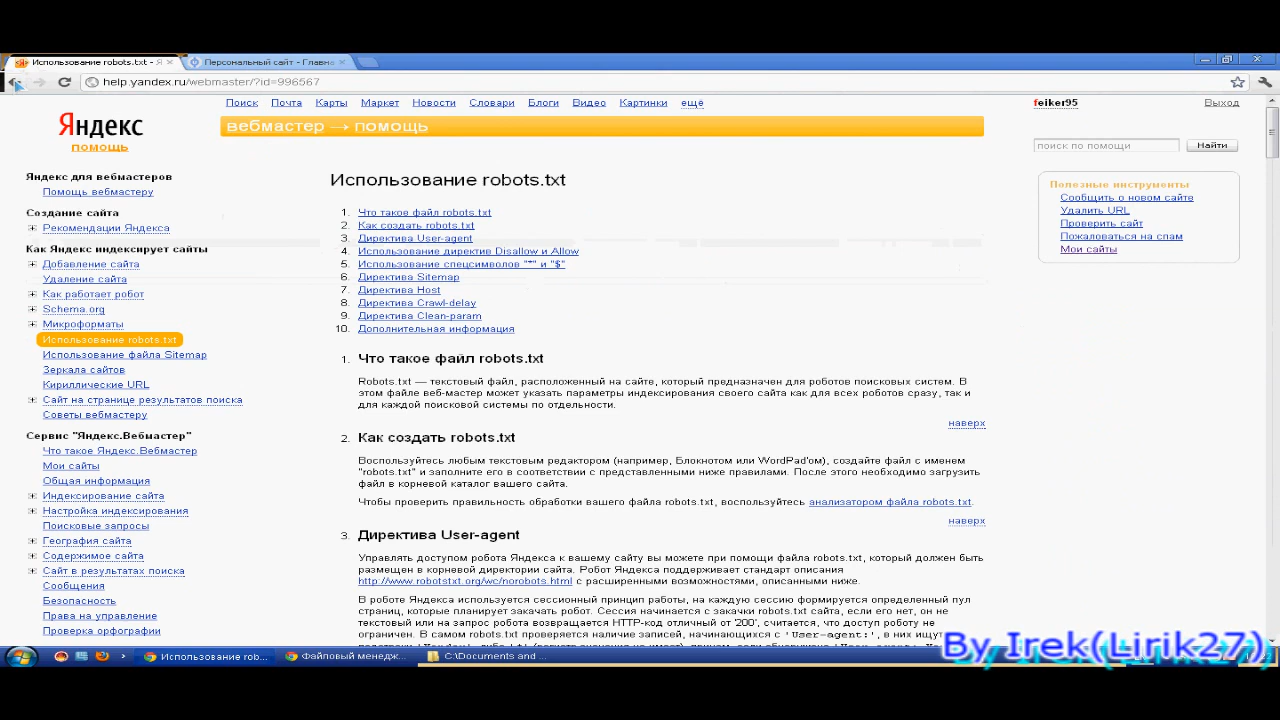 Использование robots.txt - Я
Персональный сайт - Главно
help.yandex.ru/webmaster/?id=996567
Поиск Почта Карты Маркет Новости Словари Блоги Видео Картинки ещё
feiker95
Выход
Яндекс
помощь
вебмастер → помощь
поиск по помощи
Найти
Яндекс для вебмастеров
Помощь вебмастеру
Создание сайта
Рекомендации Яндекса
Как Яндекс индексирует сайты
Добавление сайта
Удаление сайта
Как работает робот
Schema.org
Микроформаты
Использование robots.txt
Использование файла Sitemap
Зеркала сайтов
Кириллические URL
Сайт на странице результатов поиска
Советы вебмастеру
Сервис "Яндекс.Вебмастер"
Что такое Яндекс.Вебмастер
Мои сайты
Общая информация
Индексирование сайта
Настройка индексирования
Поисковые запросы
География сайта
Содержимое сайта
Сайт в результатах поиска
Сообщения
Безопасность
Права на управление
Проверка орфографии
Использование robots.txt
1. Что такое файл robots.txt
2. Как создать robots.txt
3. Директива User-agent
4. Использование директив Disallow и Allow
5. Использование спецсимволов "*" и "$"
6. Директива Sitemap
7. Директива Host
8. Директива Crawl-delay
9. Директива Clean-param
10. Дополнительная информация
1. Что такое файл robots.txt
Robots.txt — текстовый файл, расположенный на сайте, который предназначен для роботов поисковых систем. В
этом файле веб-мастер может указать параметры индексирования своего сайта как для всех роботов сразу, так и
для каждой поисковой системы по отдельности.
наверх
2. Как создать robots.txt
Воспользуйтесь любым текстовым редактором (например, Блокнотом или WordPad'ом), создайте файл с именем
"robots.txt" и заполните его в соответствии с представленными ниже правилами. После этого необходимо загрузить
файл в корневой каталог вашего сайта.
Чтобы проверить правильность обработки вашего файла robots.txt, воспользуйтесь анализатором файла robots.txt.
наверх
3. Директива User-agent
Управлять доступом робота Яндекса к вашему сайту вы можете при помощи файла robots.txt, который должен быть
размещен в корневой директории сайта. Робот Яндекса поддерживает стандарт описания
http://www.robotstxt.org/wc/norobots.html с расширенными возможностями, описанными ниже.
В роботе Яндекса используется сессионный принцип работы, на каждую сессию формируется определенный пул
страниц, которые планирует закачать робот. Сессия начинается с закачки robots.txt сайта, если его нет, он не
текстовый или на запрос робота возвращается HTTP-код отличный от '200', считается, что доступ роботу не
ограничен. В самом robots.txt проверяется наличие записей, начинающихся с 'User-agent:', в них ищут
Полезные инструменты
Сообщить о новом сайте
Удалить URL
Проверить сайт
Пожаловаться на спам
Мои сайты
Использование rob...
Файловый менедж...
C:\Documents and ...
By Irek(Lirik27)